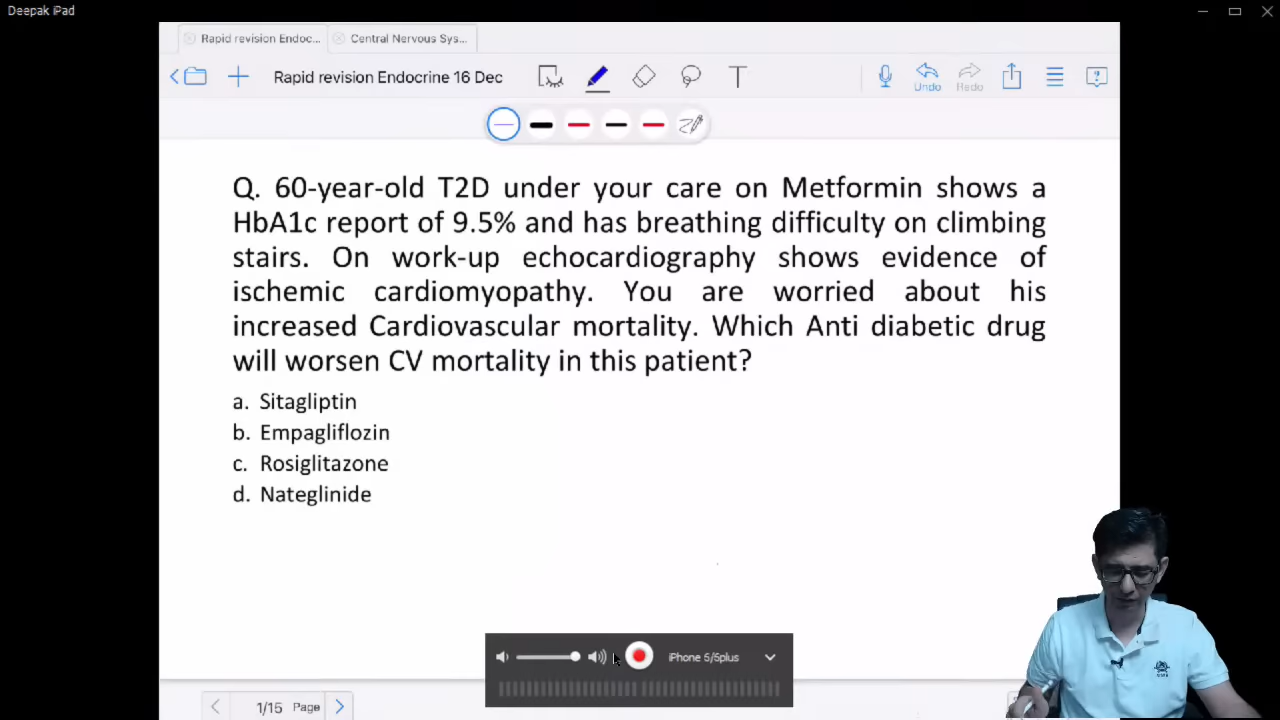 Deepak iPad
Rapid revision Endoc...
Central Nervous Sys...
Rapid revision Endocrine 16 Dec
T
Undo
Redo
Q. 60-year-old T2D under your care on Metformin shows a
HbA1c report of 9.5% and has breathing difficulty on climbing
stairs. On work-up echocardiography shows evidence of
ischemic cardiomyopathy. You are worried about his
increased Cardiovascular mortality. Which Anti diabetic drug
will worsen CV mortality in this patient?
a. Sitagliptin
b. Empagliflozin
c. Rosiglitazone
d. Nateglinide
iPhone 5/5plus
1/15 Page